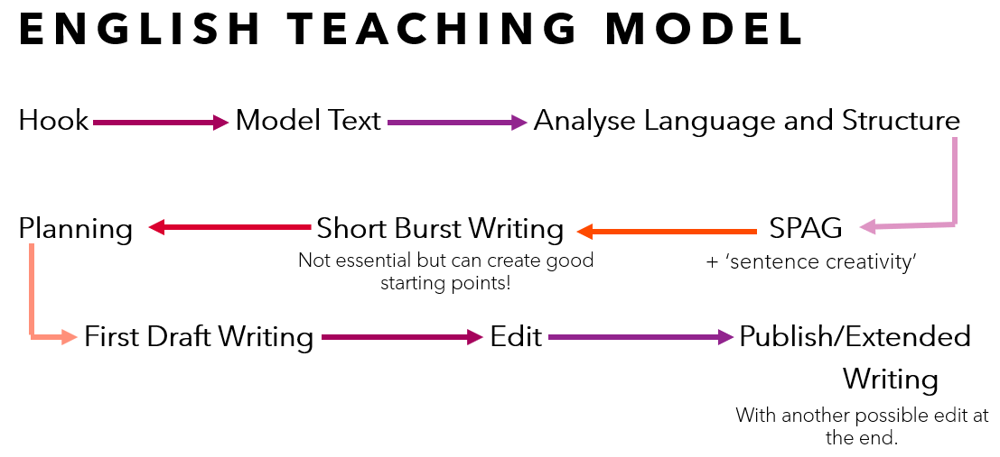 ENGLISH TEACHING MODEL
Hook Model Text Analyse Language and Structure
SPAG
+ ‘sentence creativity’
Short Burst Writing
Not essential but can create good
starting points!
Planning
First Draft Writing Edit Publish/Extended
Writing
With another possible edit at
the end.